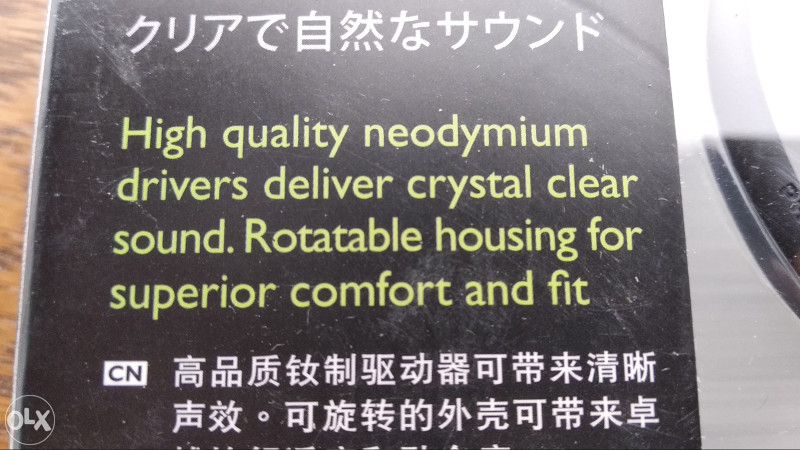 クリアで自然なサウンド
High quality neodymium
drivers deliver crystal clear
sound. Rotatable housing for
superior comfort and fit
CN 高品质钕制驱动器可带来清晰
声效。可旋转的外壳可带来卓
OLX